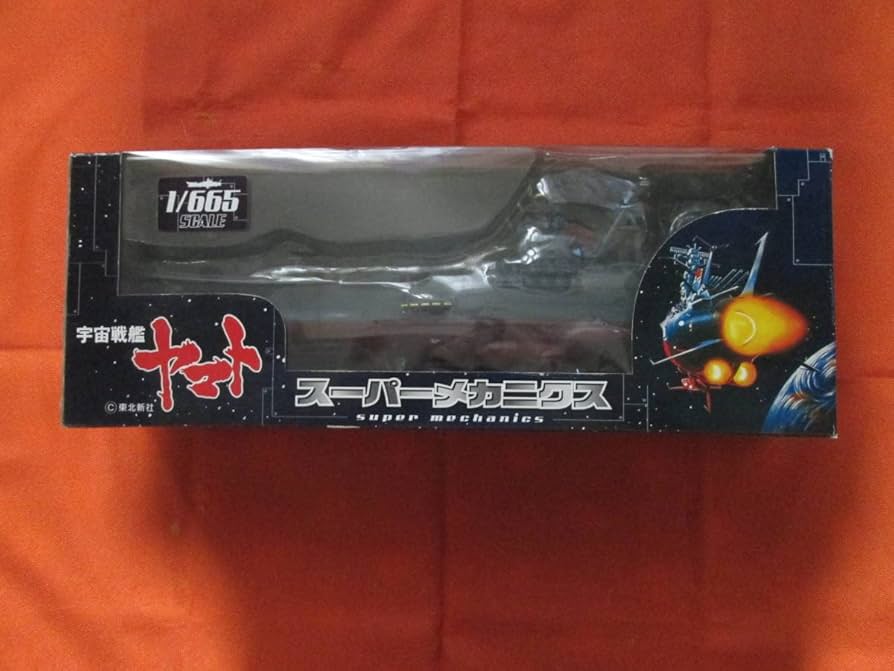 1/665
SCALE
宇宙戦艦
ヤマト
©東北新社
スーパーメカニクス
super mechanics